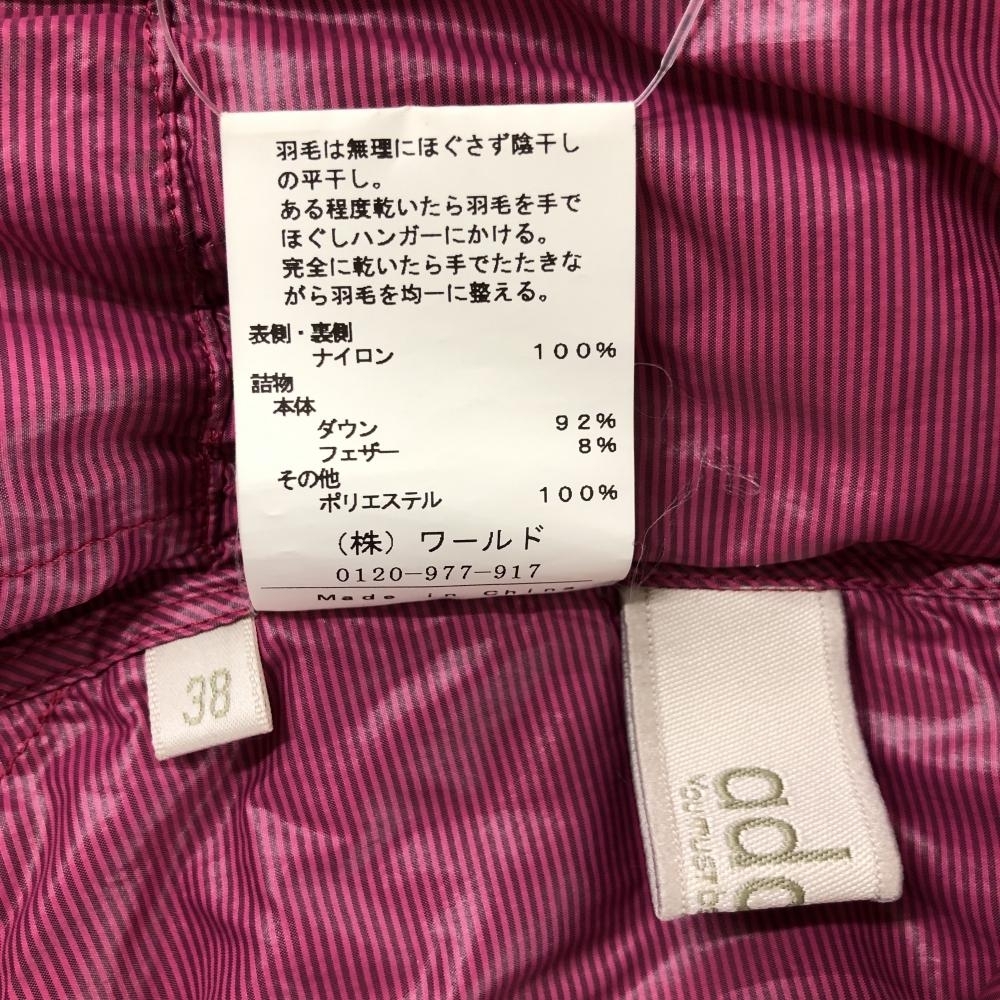 羽毛は無理にほぐさず陰干し
の平干し。
ある程度乾いたら羽毛を手で
ほぐしハンガーにかける。
完全に乾いたら手でたたきな
がら羽毛を均一に整える。
表側・裏側
ナイロン 100%
詰物
本体
ダウン 92%
フェザー 8%
その他
ポリエステル 100%
(株) ワールド
0120-977-917
Made in China
38
YOU MUST